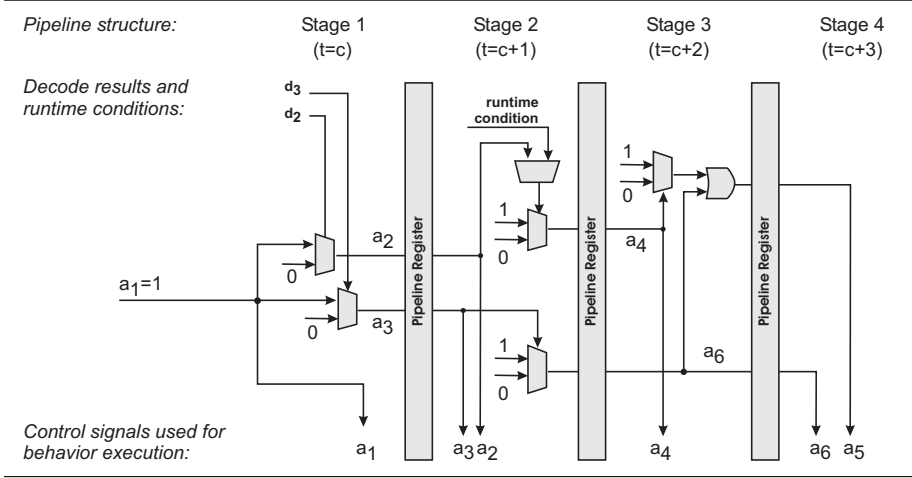 Pipeline structure: Stage 1 Stage 2 Stage 3 Stage 4
(t=c) (t=c+1) (t=c+2) (t=c+3)
Decode results and
runtime conditions:
d3
d2
runtime
condition
1
0
1
0
a2
a4
0
a1=1
a3
0
1
0
a6
Pipeline Register
Pipeline Register
Pipeline Register
Control signals used for
behavior execution:
a1 a3 a2 a4 a6 a5